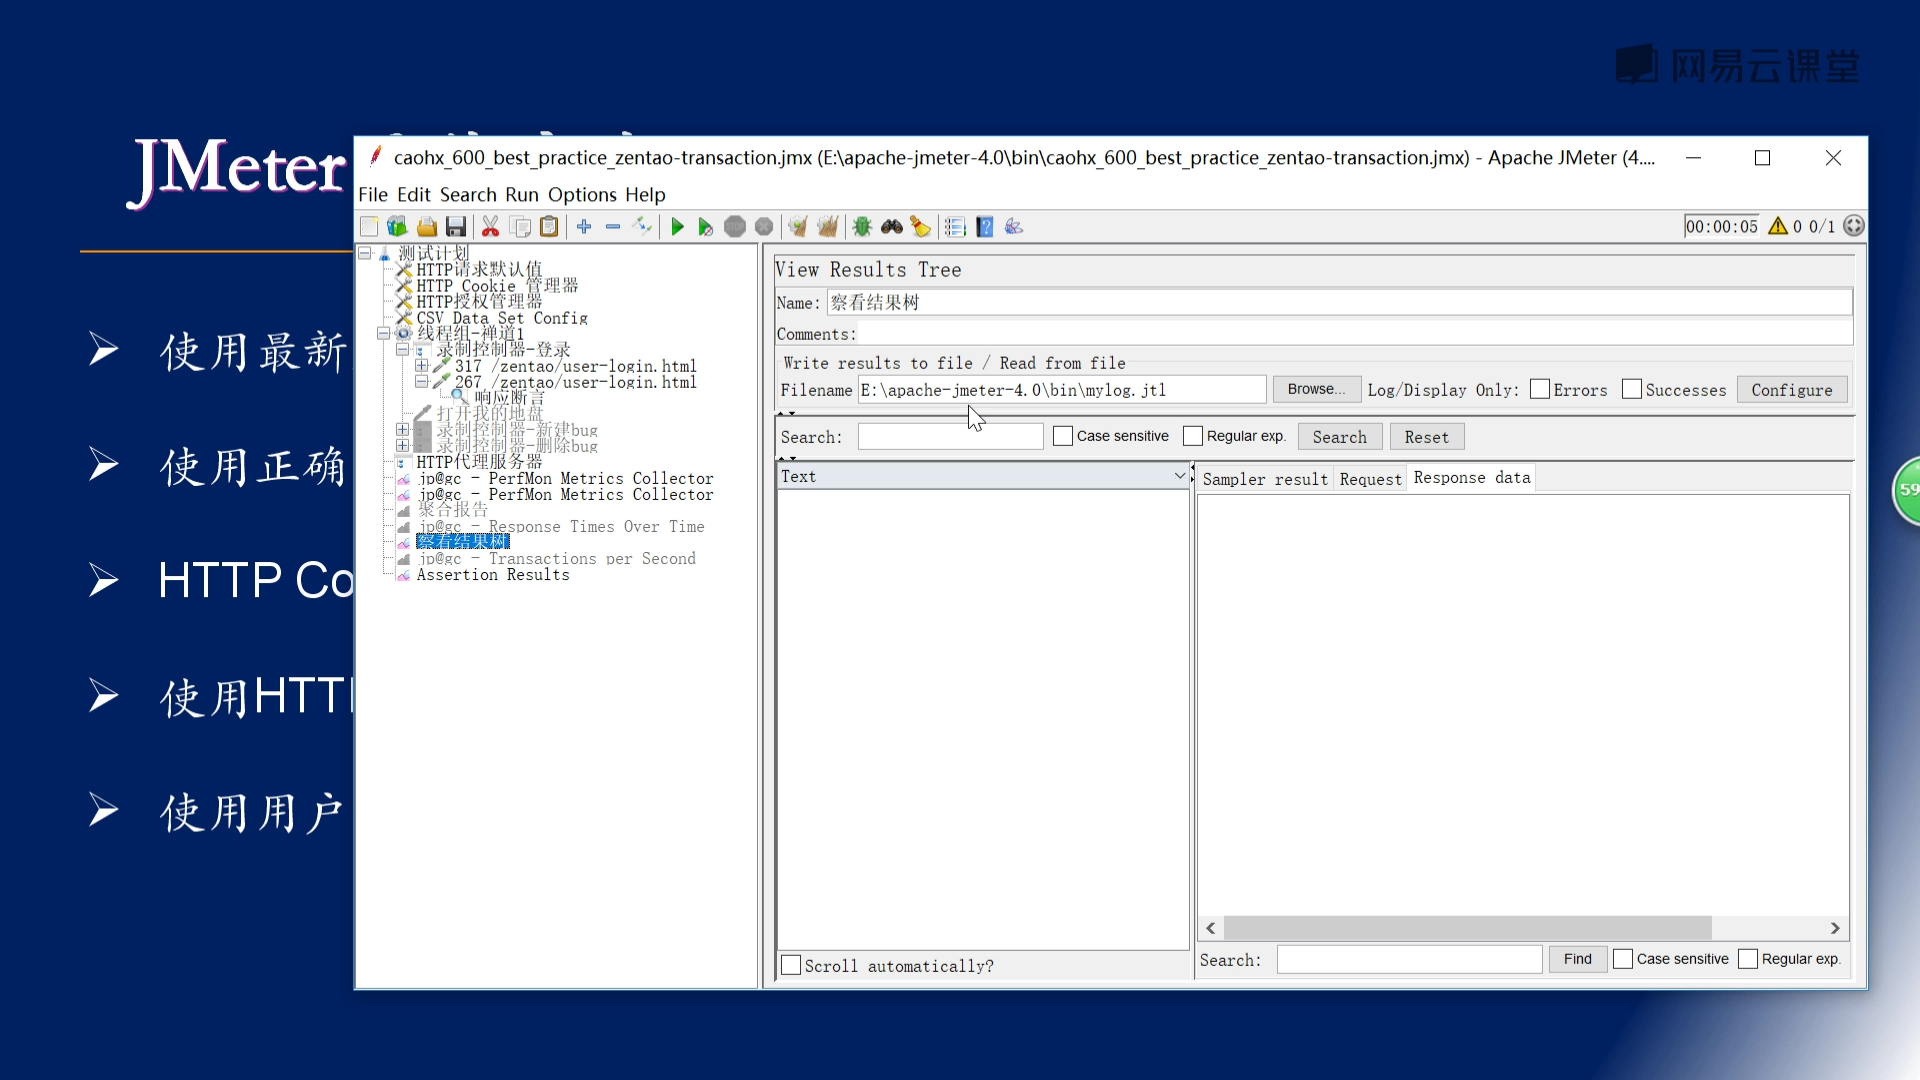 网易云课堂
JMeter
使用最新
使用正确
HTTP Co
使用HTTP
使用用户
caohx_600_best_practice_zentao-transaction.jmx (E:\apache-jmeter-4.0\bin\caohx_600_best_practice_zentao-transaction.jmx) - Apache JMeter (4....
File Edit Search Run Options Help
00:00:05 0 0/1
测试计划
HTTP请求默认值
HTTP Cookie 管理器
HTTP授权管理器
CSV Data Set Config
线程组-禅道1
录制控制器-登录
317 /zentao/user-login.html
267 /zentao/user-login.html
响应断言
打开我的地盘
录制控制器-新建bug
录制控制器-删除bug
HTTP代理服务器
jp@gc - PerfMon Metrics Collector
jp@gc - PerfMon Metrics Collector
聚合报告
jp@gc - Response Times Over Time
察看结果树
jp@gc - Transactions per Second
Assertion Results
View Results Tree
Name: 察看结果树
Comments:
Write results to file / Read from file
Filename E:\apache-jmeter-4.0\bin\mylog.jtl Browse... Log/Display Only: Errors Successes Configure
Search: Case sensitive Regular exp. Search Reset
Text
Sampler result Request Response data
Scroll automatically?
Search: Find Case sensitive Regular exp.
59